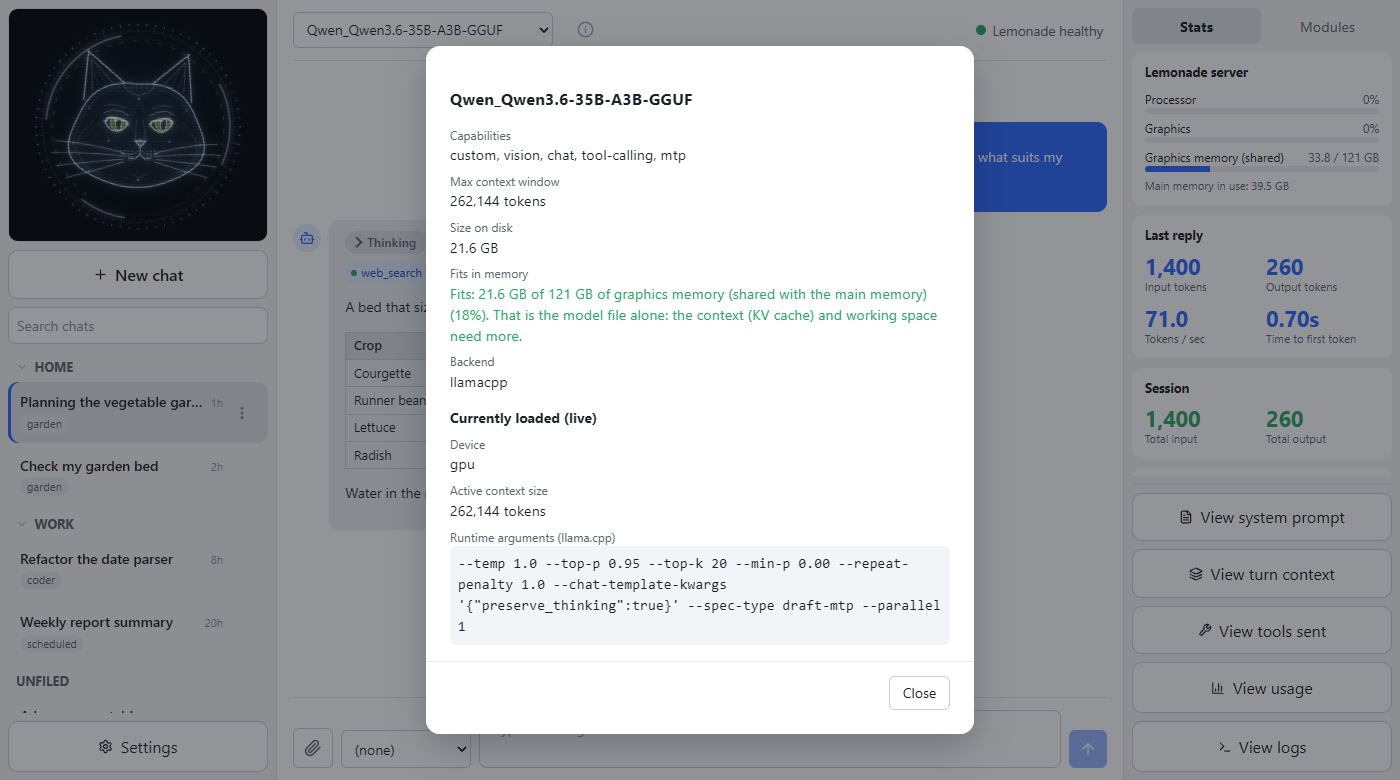 New chat
Search chats
HOME
Planning the vegetable gar... 1h
garden
Check my garden bed 2h
garden
WORK
Refactor the date parser 8h
coder
Weekly report summary 20h
scheduled
UNFILED
Settings
Qwen_Qwen3.6-35B-A3B-GGUF
Lemonade healthy
what suits my
Thinking
web_search
A bed that siz
Crop
Courgette
Runner bean
Lettuce
Radish
Water in the
(none)
Qwen_Qwen3.6-35B-A3B-GGUF
Capabilities
custom, vision, chat, tool-calling, mtp
Max context window
262,144 tokens
Size on disk
21.6 GB
Fits in memory
Fits: 21.6 GB of 121 GB of graphics memory (shared with the main memory)
(18%). That is the model file alone: the context (KV cache) and working space
need more.
Backend
llamacpp
Currently loaded (live)
Device
gpu
Active context size
262,144 tokens
Runtime arguments (llama.cpp)
--temp 1.0 --top-p 0.95 --top-k 20 --min-p 0.00 --repeat-
penalty 1.0 --chat-template-kwargs
'{"preserve_thinking":true}' --spec-type draft-mtp --parallel
1
Close
Stats Modules
Lemonade server
Processor 0%
Graphics 0%
Graphics memory (shared) 33.8 / 121 GB
Main memory in use: 39.5 GB
Last reply
1,400 260
Input tokens Output tokens
71.0 0.70s
Tokens / sec Time to first token
Session
1,400 260
Total input Total output
View system prompt
View turn context
View tools sent
View usage
View logs